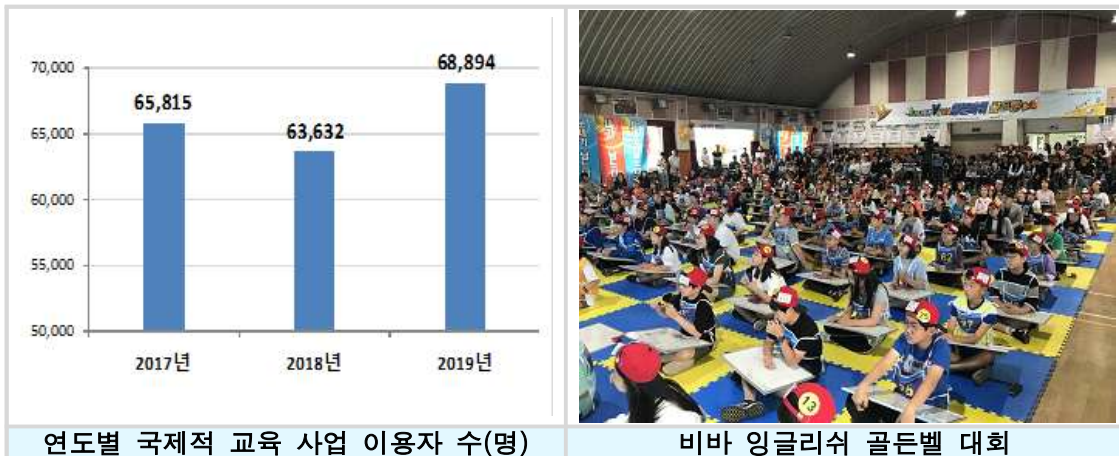 70,000
65,000
60,000
55,000
50,000
65,815
63,632
68,894
2017년
2018년
2019년
13
연도별 국제적 교육 사업 이용자 수(명)
비바 잉글리쉬 골든벨 대회